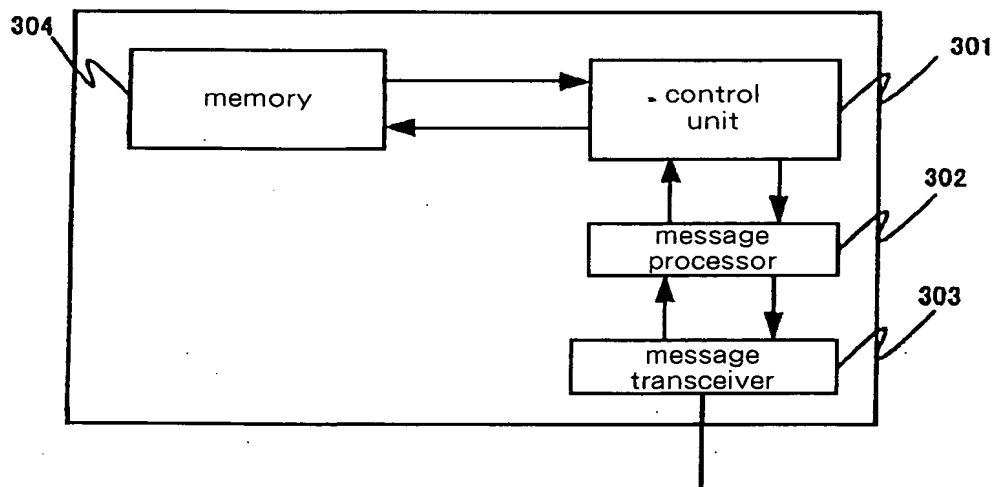 304
memory
control
unit
301
302
message
processor
303
message
transceiver